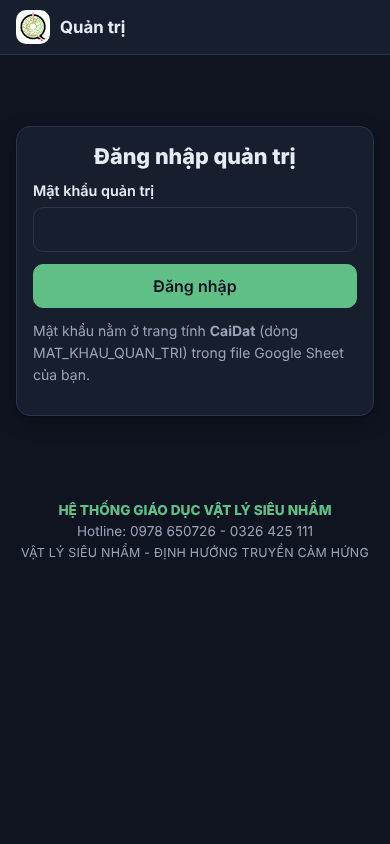 Quản trị
Đăng nhập quản trị
Mật khẩu quản trị
Đăng nhập
Mật khẩu nằm ở trang tính CaiDat (dòng
MAT_KHAU_QUAN_TRI) trong file Google Sheet
của bạn.
HỆ THỐNG GIÁO DỤC VẬT LÝ SIÊU NHẨM
Hotline: 0978 650726 - 0326 425 111
VẬT LÝ SIÊU NHẨM - ĐỊNH HƯỚNG TRUYỀN CẢM HỨNG